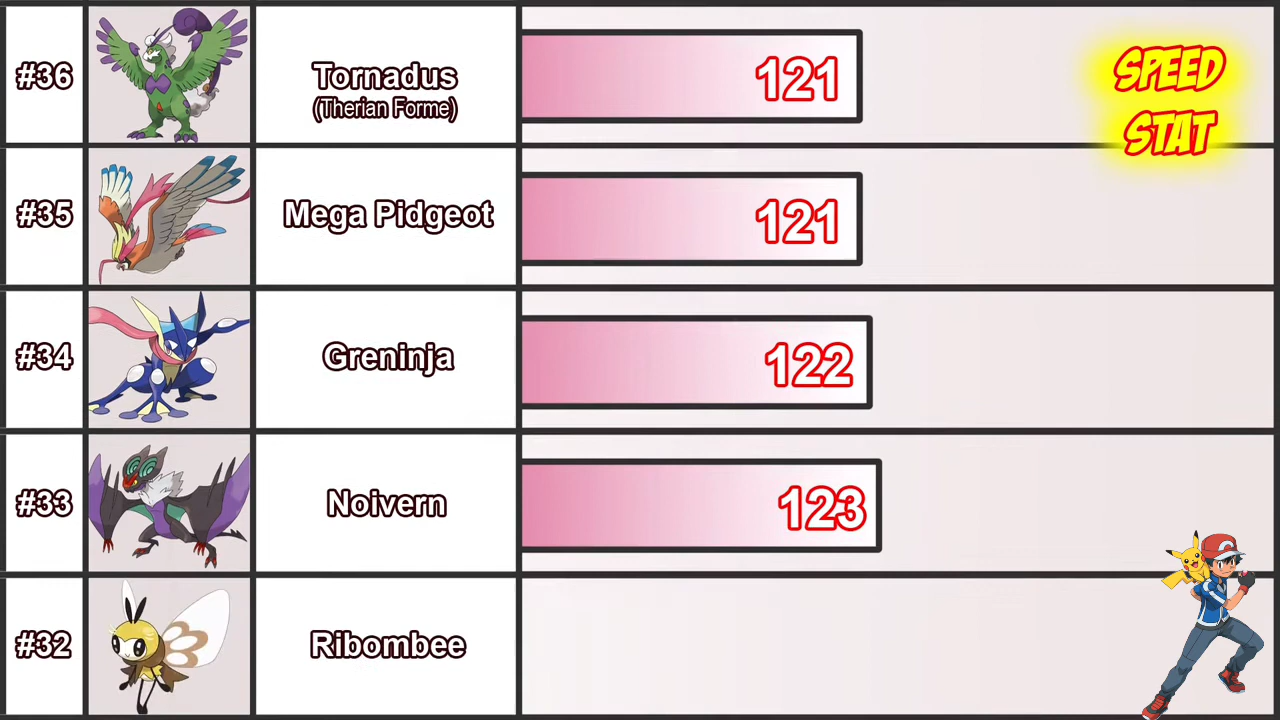 #36
Tornadus
(Therian Forme)
121
SPEED
STAT
#35
Mega Pidgeot
121
#34
Greninja
122
#33
Noivern
123
#32
Ribombee